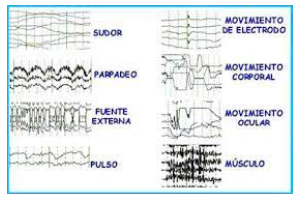 SUDOR
PARPADEO
FUENTE
EXTERNA
PULSO
MOVIMIENTO
DE ELECTRODO
MOVIMIENTO
CORPORAL
MOVIMIENTO
OCULAR
MÚSCULO